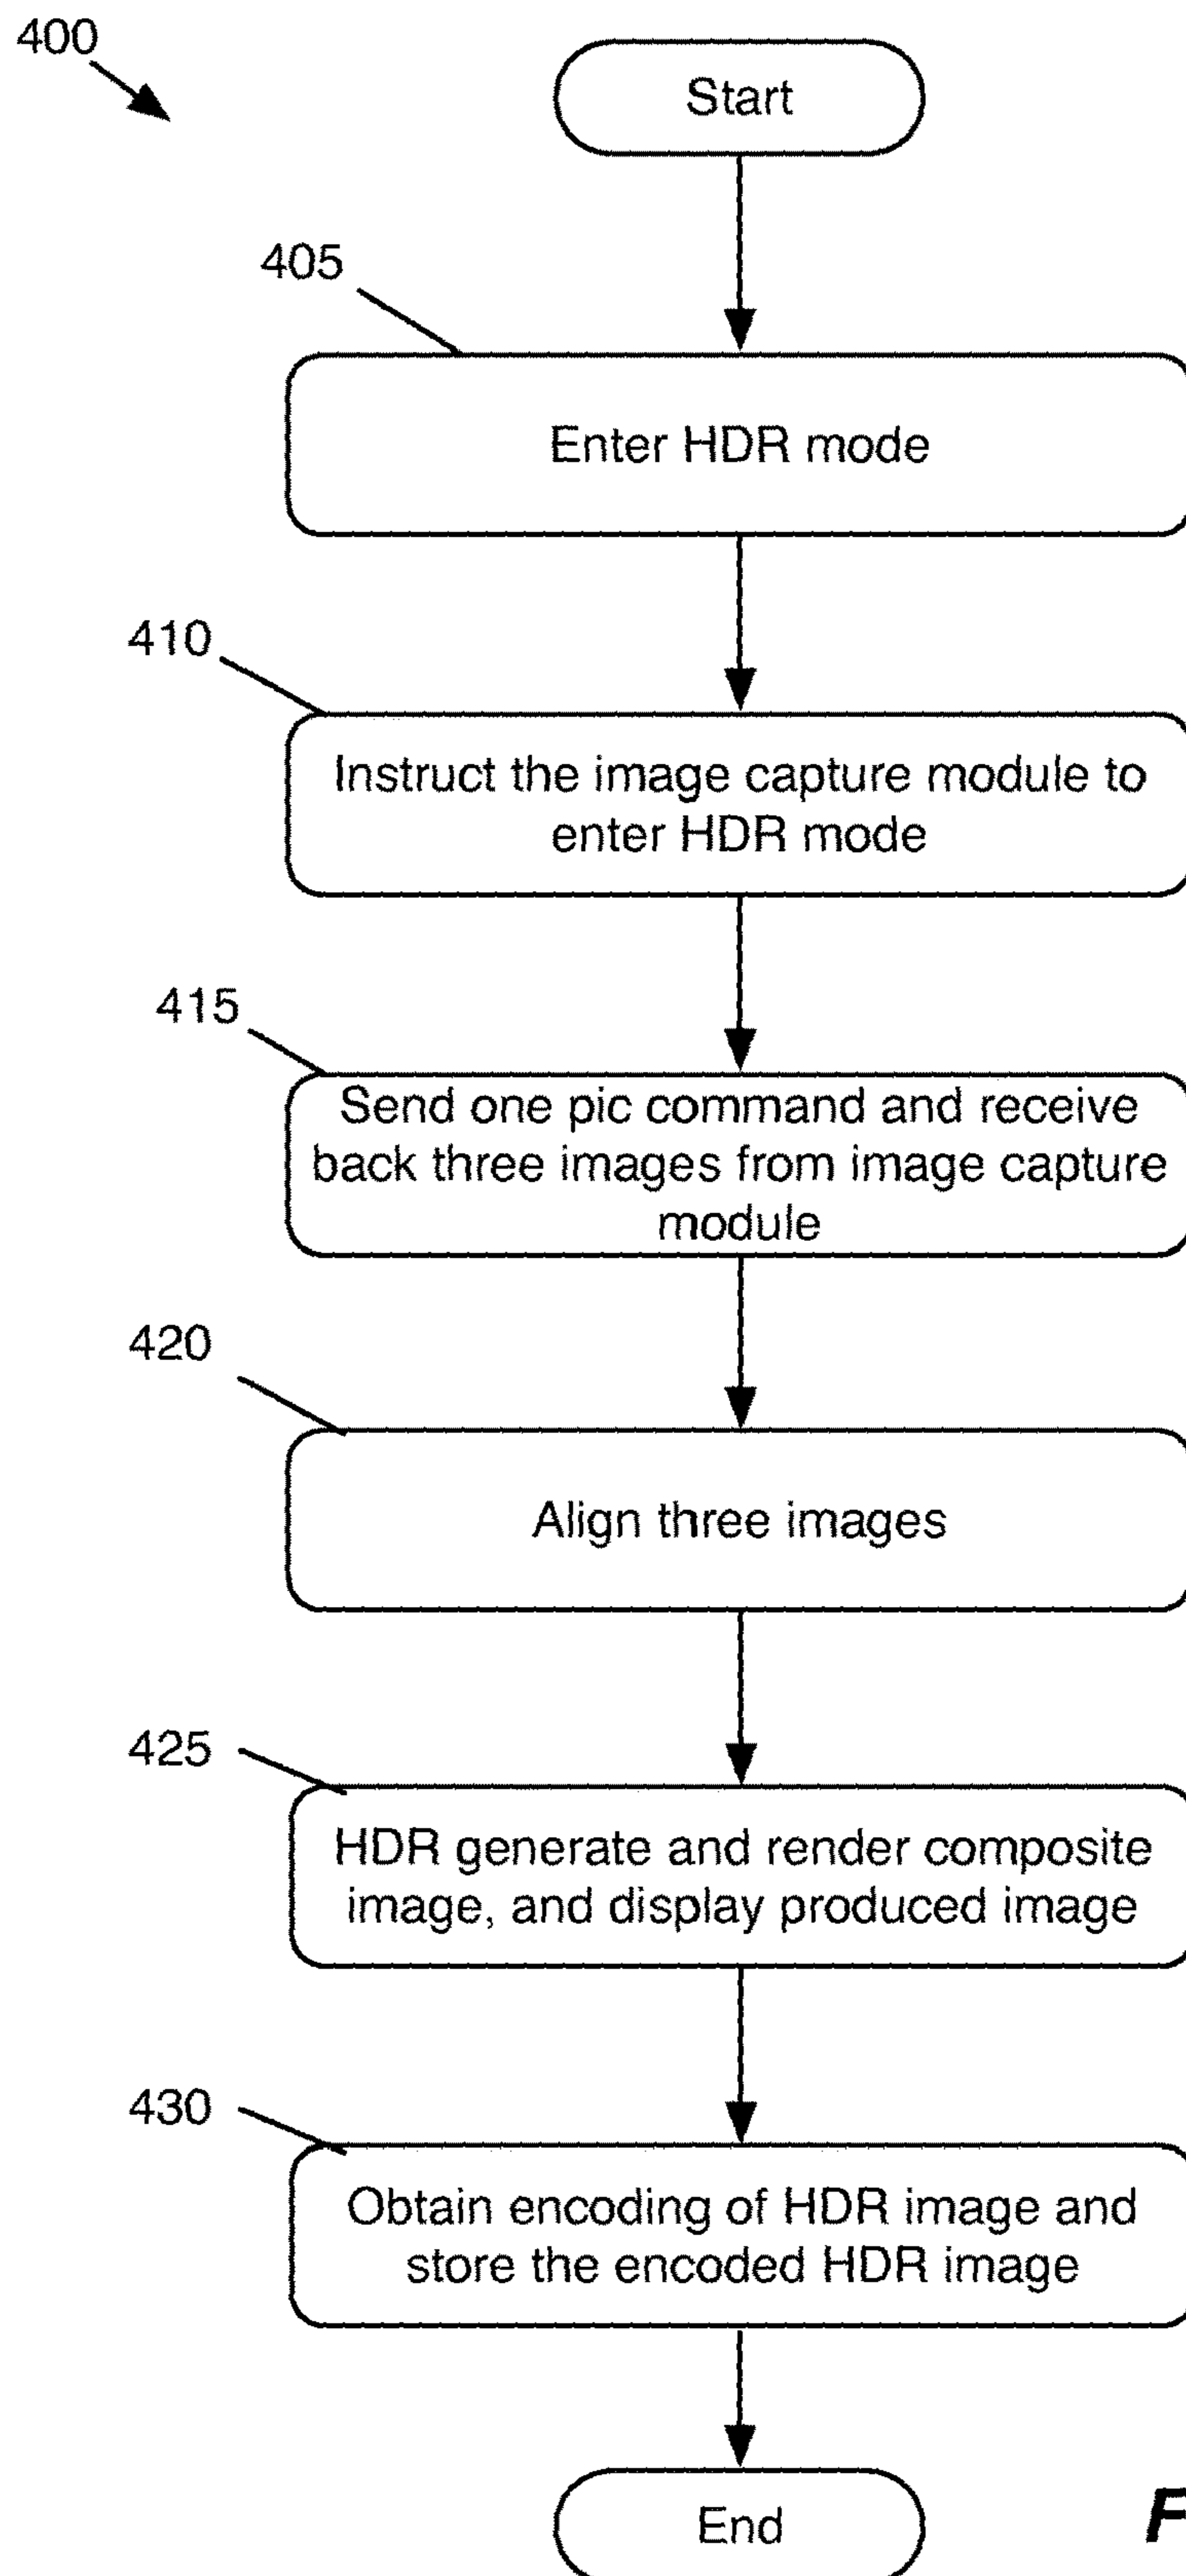 400
Start
405
Enter HDR mode
410
Instruct the image capture module to
enter HDR mode
415
Send one pic command and receive
back three images from image capture
module
420
Align three images
425
HDR generate and render composite
image, and display produced image
430
Obtain encoding of HDR image and
store the encoded HDR image
End